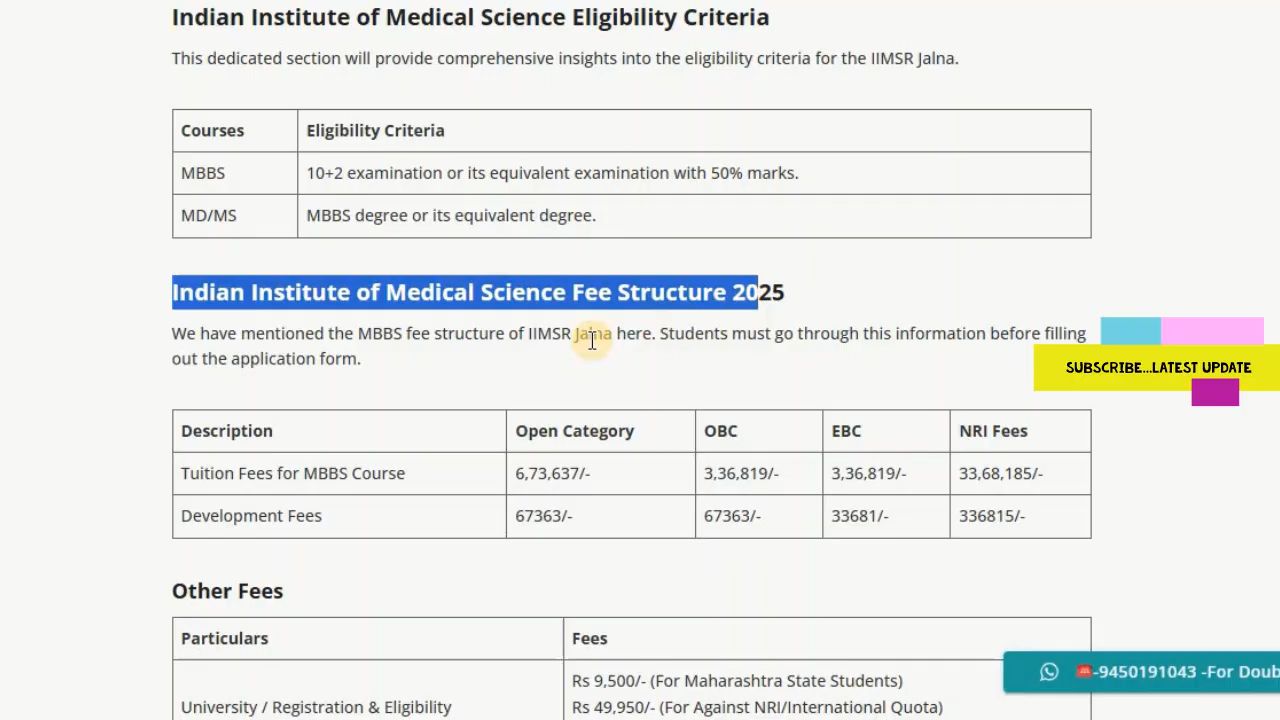 Indian Institute of Medical Science Eligibility Criteria
This dedicated section will provide comprehensive insights into the eligibility criteria for the IIMSR Jalna.
Courses Eligibility Criteria
MBBS 10+2 examination or its equivalent examination with 50% marks.
MD/MS MBBS degree or its equivalent degree.
Indian Institute of Medical Science Fee Structure 2025
We have mentioned the MBBS fee structure of IIMSR Jalna here. Students must go through this information before filling
out the application form.
SUBSCRIBE...LATEST UPDATE
Description Open Category OBC EBC NRI Fees
Tuition Fees for MBBS Course 6,73,637/- 3,36,819/- 3,36,819/- 33,68,185/-
Development Fees 67363/- 67363/- 33681/- 336815/-
Other Fees
Particulars Fees
-9450191043 -For Doub
Rs 9,500/- (For Maharashtra State Students)
University / Registration & Eligibility Rs 49,950/- (For Against NRI/International Quota)